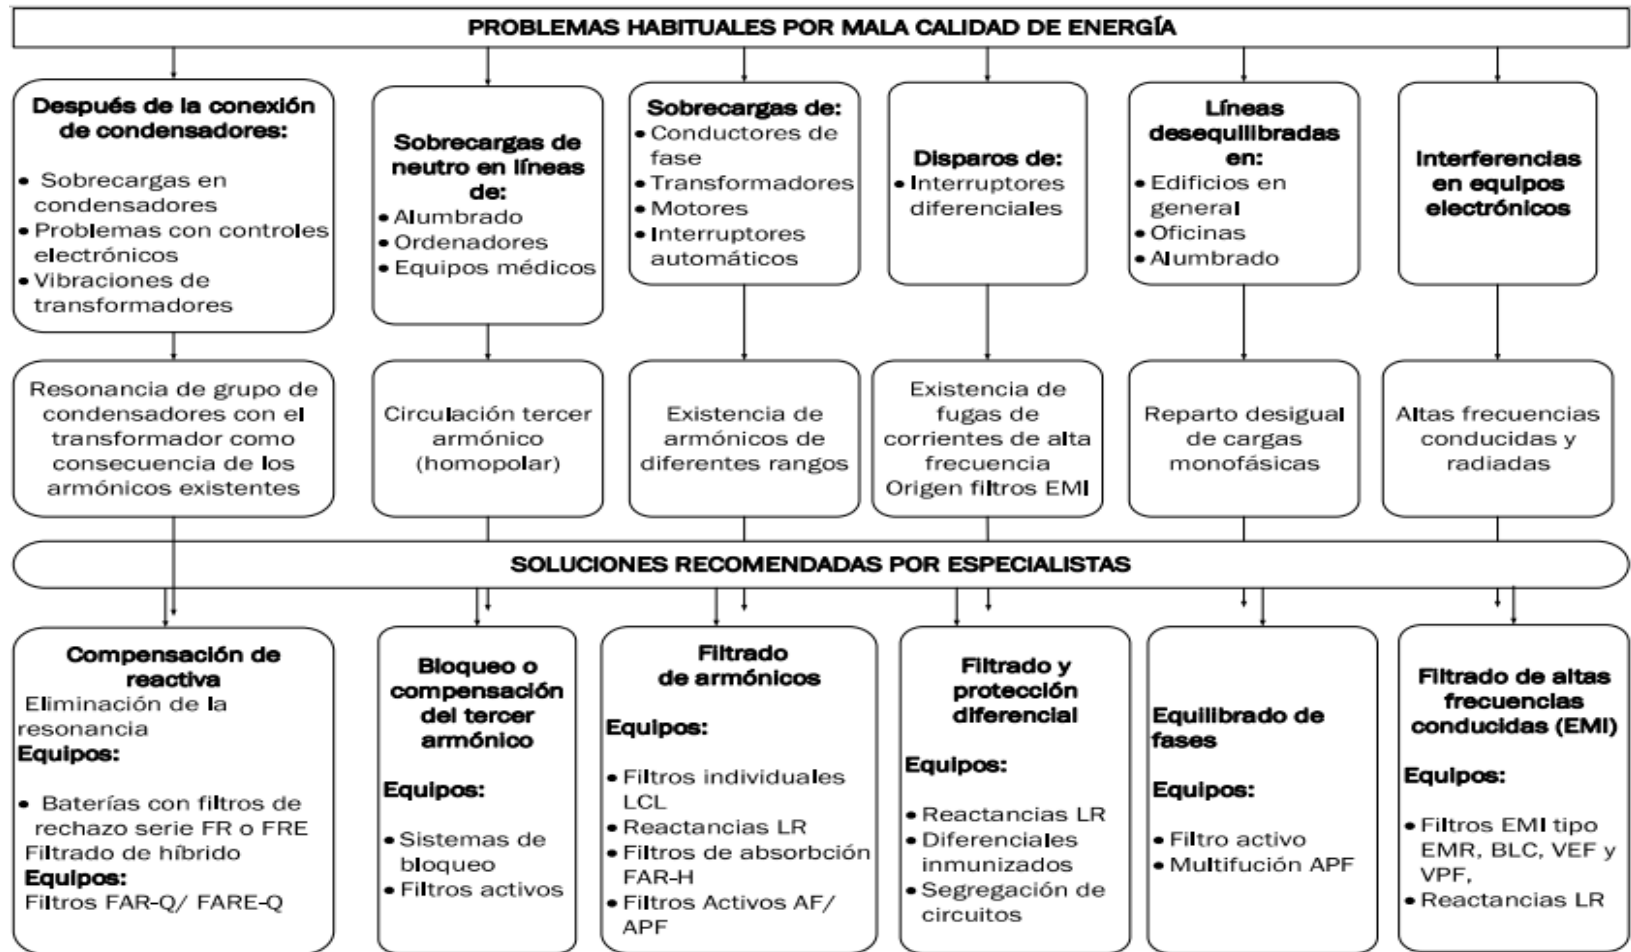 PROBLEMAS HABITUALES POR MALA CALIDAD DE ENERGÍA
Después de la conexión
de condensadores:
• Sobrecargas en
condensadores
• Problemas con controles
electrónicos
• Vibraciones de
transformadores
Sobrecargas de
neutro en líneas
de:
• Alumbrado
• Ordenadores
• Equipos médicos
Sobrecargas de:
• Conductores de
fase
• Transformadores
• Motores
• Interruptores
automáticos
Disparos de:
• Interruptores
diferenciales
Líneas
desequilibradas
en:
• Edificios en
general
• Oficinas
• Alumbrado
Interferencias
en equipos
electrónicos
Resonancia de grupo de
condensadores con el
transformador como
consecuencia de los
armónicos existentes
Circulación tercer
armónico
(homopolar)
Existencia de
armónicos de
diferentes rangos
Existencia de
fugas de
corrientes de alta
frecuencia
Origen filtros EMI
Reparto desigual
de cargas
monofásicas
Altas frecuencias
conducidas y
radiadas
SOLUCIONES RECOMENDADAS POR ESPECIALISTAS
Compensación de
reactiva
Eliminación de la
resonancia
Equipos:
• Baterías con filtros de
rechazo serie FR o FRE
Filtrado de híbrido
Equipos:
Filtros FAR-Q/ FARE-Q
Bloqueo o
compensación
del tercer
armónico
Equipos:
• Sistemas de
bloqueo
• Filtros activos
Filtrado
de armónicos
Equipos:
• Filtros individuales
LCL
• Reactancias LR
• Filtros de absorbción
FAR-H
• Filtros Activos AF/
APF
Filtrado y
protección
diferencial
Equipos:
• Reactancias LR
• Diferenciales
inmunizados
• Segregación de
circuitos
Equilibrado de
fases
Equipos:
• Filtro activo
• Multifución APF
Filtrado de altas
frecuencias
conducidas (EMI)
Equipos:
• Filtros EMI tipo
EMR, BLC, VEF y
VPF,
• Reactancias LR